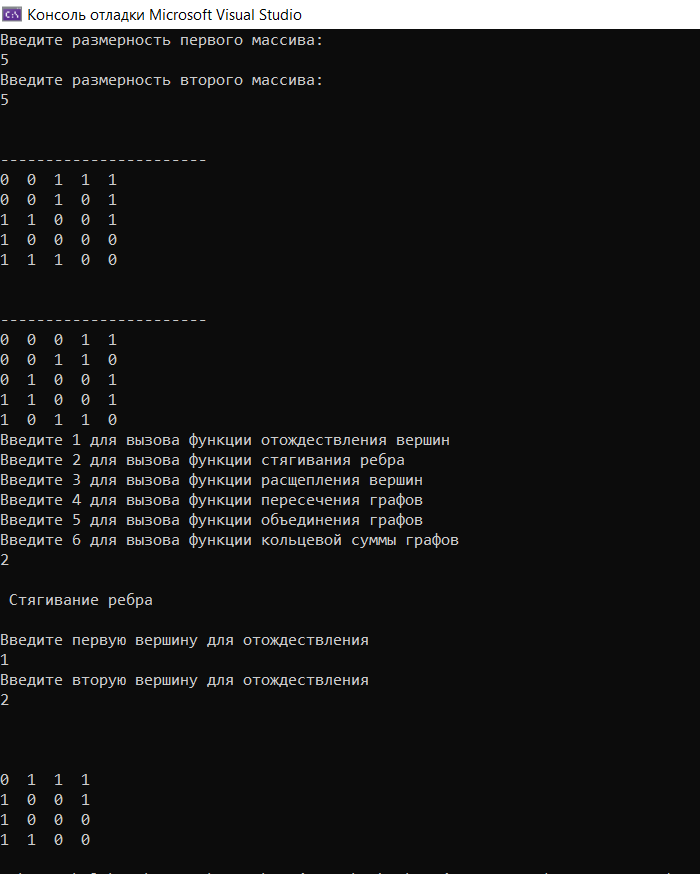 Консоль отладки Microsoft Visual Studio
Введите размерность первого массива:
5
Введите размерность второго массива:
5
-----------------------
0  0  1  1  1
0  0  1  0  1
1  1  0  0  1
1  0  0  0  0
1  1  1  0  0
-----------------------
0  0  0  1  1
0  0  1  1  0
0  1  0  0  1
1  1  0  0  1
1  0  1  1  0
Введите 1 для вызова функции отождествления вершин
Введите 2 для вызова функции стягивания ребра
Введите 3 для вызова функции расщепления вершин
Введите 4 для вызова функции пересечения графов
Введите 5 для вызова функции объединения графов
Введите 6 для вызова функции кольцевой суммы графов
2
Стягивание ребра
Введите первую вершину для отождествления
1
Введите вторую вершину для отождествления
2
0  1  1  1
1  0  0  1
1  0  0  0
1  1  0  0